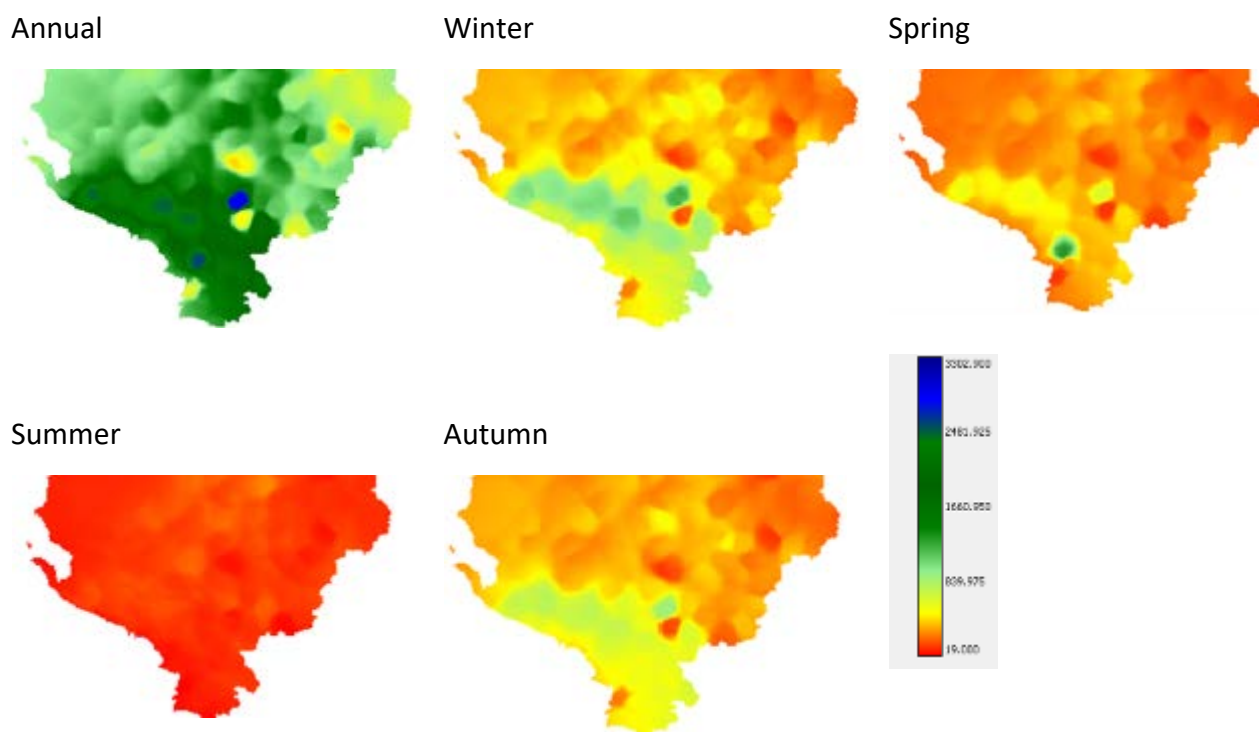 Annual
Winter
Spring
3302.900
2481.925
1660.950
839.975
19.000
Summer
Autumn